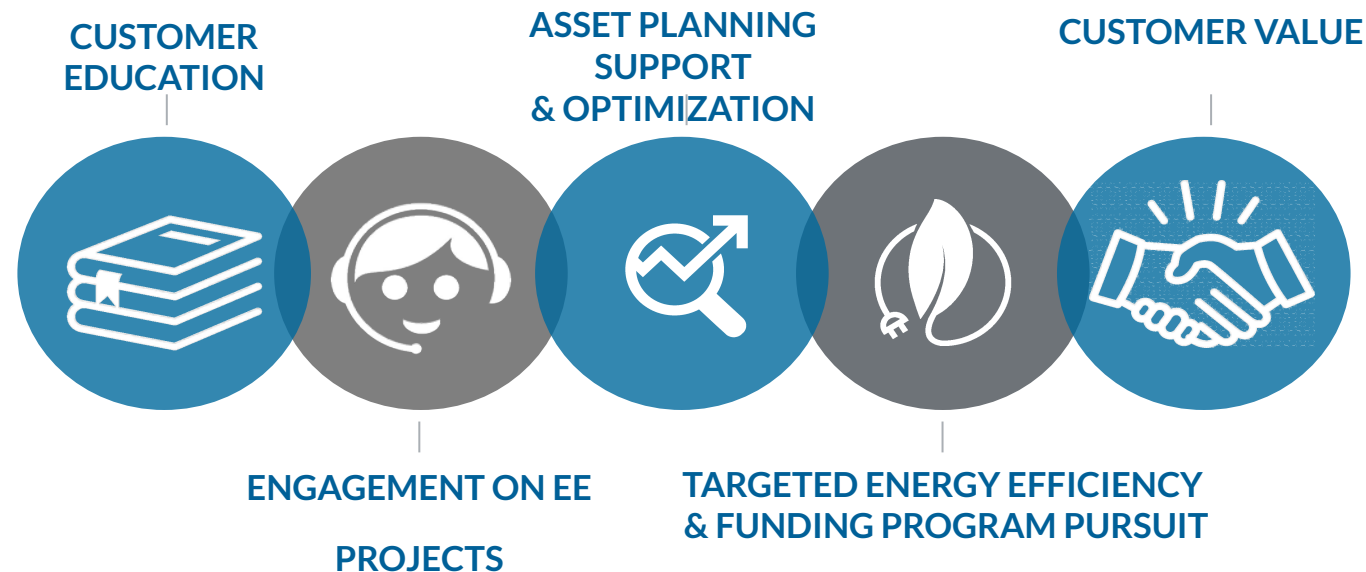 CUSTOMER
EDUCATION
ASSET PLANNING
SUPPORT
& OPTIMIZATION
CUSTOMER VALUE
ENGAGEMENT ON EE
PROJECTS
TARGETED ENERGY EFFICIENCY
& FUNDING PROGRAM PURSUIT